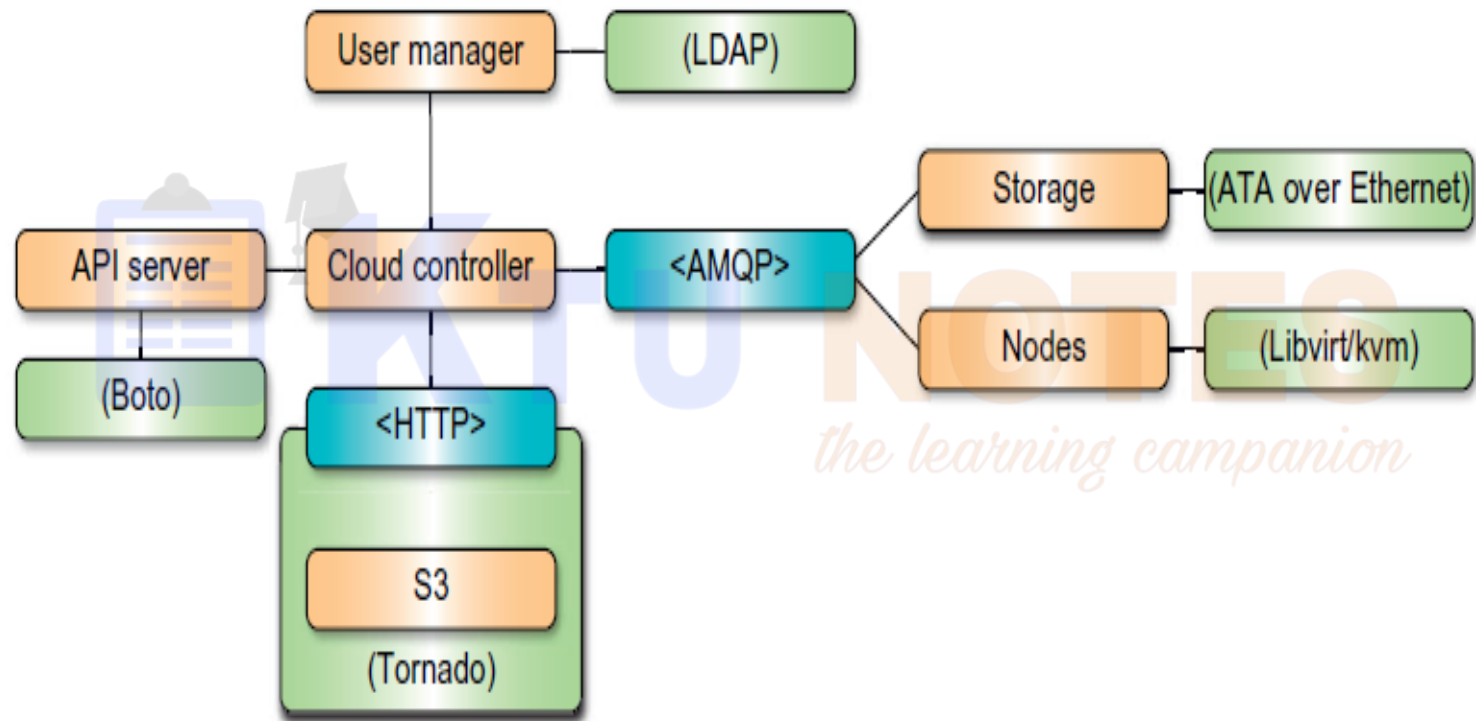 User manager
(LDAP)
Storage
(ATA over Ethernet)
API server
Cloud controller
<AMQP>
Nodes
(Libvirt/kvm)
(Boto)
<HTTP>
S3
(Tornado)
KTU NOTES
the learning campanion